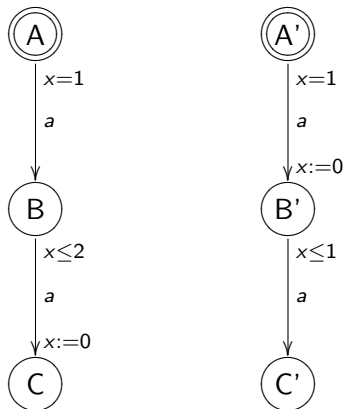 A A'
x=1 x=1
a a
x:=0
B B'
x≤2 x≤1
a a
x:=0
C C'